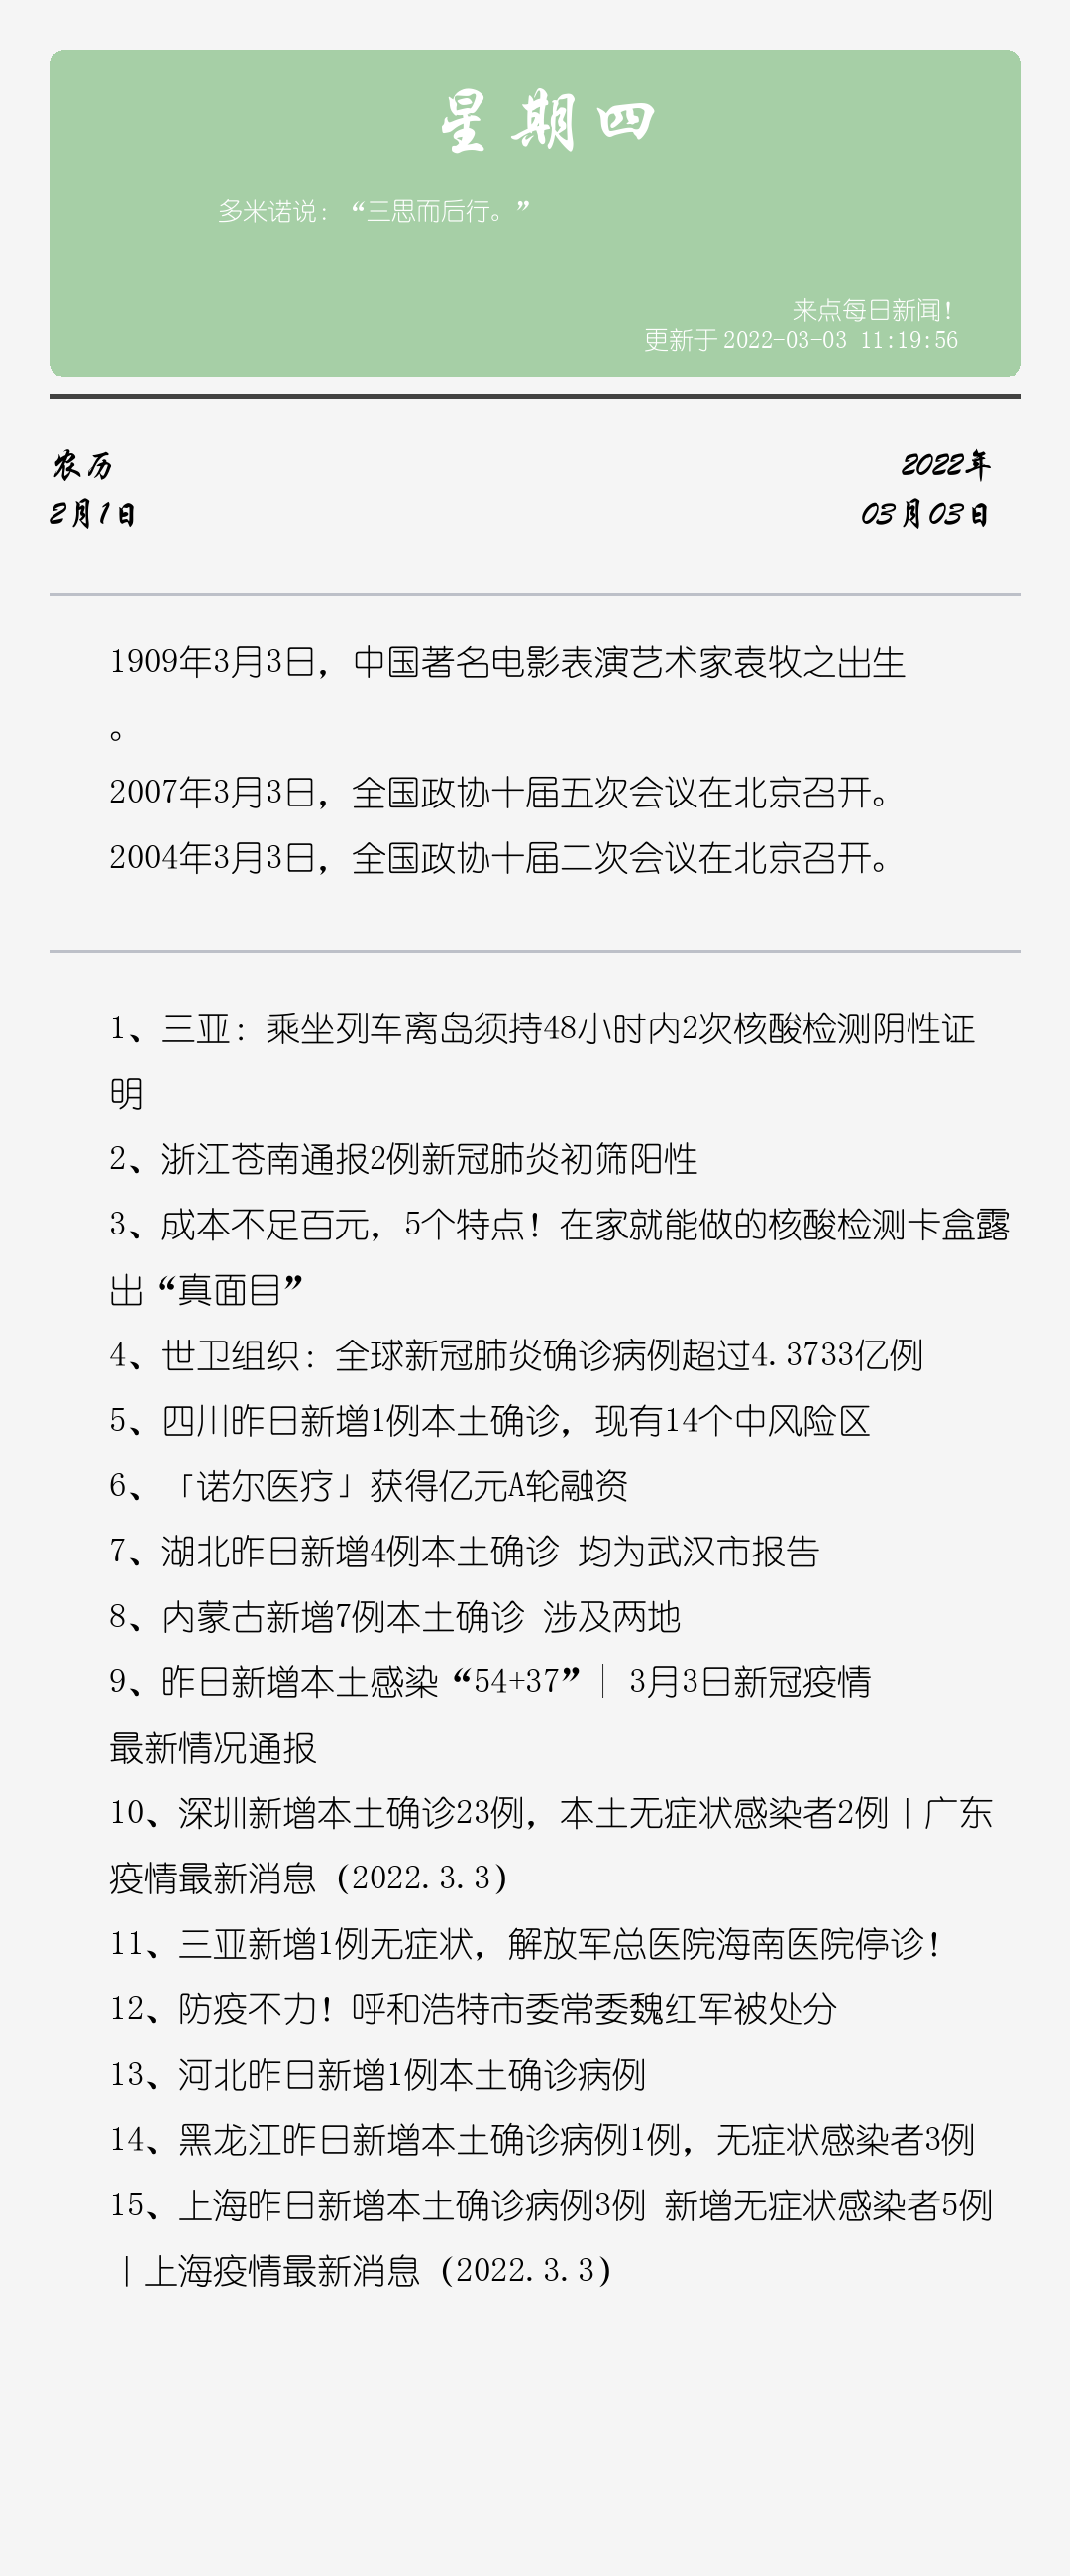 星期四
多米诺说：“三思而后行。”
来点每日新闻！
更新于2022-03-03 11:19:56
农历
2月1日
2022年
03月03日
1909年3月3日，中国著名电影表演艺术家袁牧之出生
。
2007年3月3日，全国政协十届五次会议在北京召开。
2004年3月3日，全国政协十届二次会议在北京召开。
1、三亚：乘坐列车离岛须持48小时内2次核酸检测阴性证
明
2、浙江苍南通报2例新冠肺炎初筛阳性
3、成本不足百元，5个特点！在家就能做的核酸检测卡盒露
出“真面目”
4、世卫组织：全球新冠肺炎确诊病例超过4.3733亿例
5、四川昨日新增1例本土确诊，现有14个中风险区
6、「诺尔医疗」获得亿元A轮融资
7、湖北昨日新增4例本土确诊 均为武汉市报告
8、内蒙古新增7例本土确诊 涉及两地
9、昨日新增本土感染“54+37”│ 3月3日新冠疫情
最新情况通报
10、深圳新增本土确诊23例，本土无症状感染者2例丨广东
疫情最新消息（2022.3.3）
11、三亚新增1例无症状，解放军总医院海南医院停诊！
12、防疫不力！呼和浩特市委常委魏红军被处分
13、河北昨日新增1例本土确诊病例
14、黑龙江昨日新增本土确诊病例1例，无症状感染者3例
15、上海昨日新增本土确诊病例3例 新增无症状感染者5例
丨上海疫情最新消息（2022.3.3）